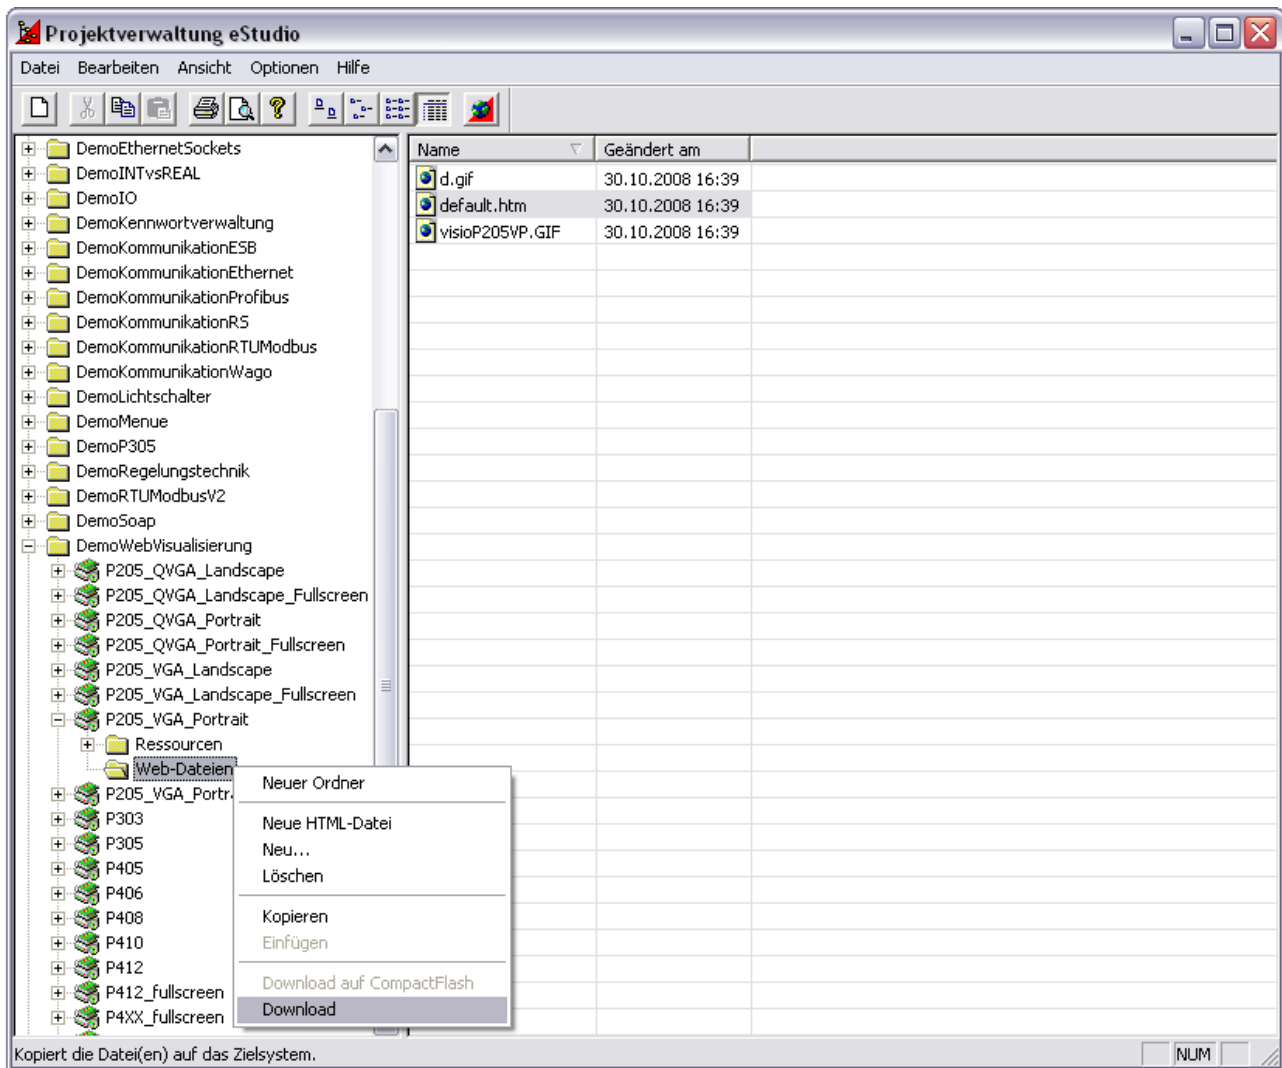 Projektverwaltung eStudio
Datei Bearbeiten Ansicht Optionen Hilfe
DemoEthernetSockets
DemoINTvsREAL
DemoIO
DemoKennwortverwaltung
DemoKommunikationESB
DemoKommunikationEthernet
DemoKommunikationProfibus
DemoKommunikationRS
DemoKommunikationRTUModbus
DemoKommunikationWago
DemoLichtschalter
DemoMenue
DemoP305
DemoRegelungstechnik
DemoRTUModbusV2
DemoSoap
DemoWebVisualisierung
P205_QVGA_Landscape
P205_QVGA_Landscape_Fullscreen
P205_QVGA_Portrait
P205_QVGA_Portrait_Fullscreen
P205_VGA_Landscape
P205_VGA_Landscape_Fullscreen
P205_VGA_Portrait
Ressourcen
Web-Dateien
P205_VGA_Portr
P303
P305
P405
P406
P408
P410
P412
P412_fullscreen
P4XX_fullscreen
Name Geändert am
d.gif 30.10.2008 16:39
default.htm 30.10.2008 16:39
visioP205VP.GIF 30.10.2008 16:39
Neuer Ordner
Neue HTML-Datei
Neu...
Löschen
Kopieren
Einfügen
Download auf CompactFlash
Download
Kopiert die Datei(en) auf das Zielsystem.
NUM